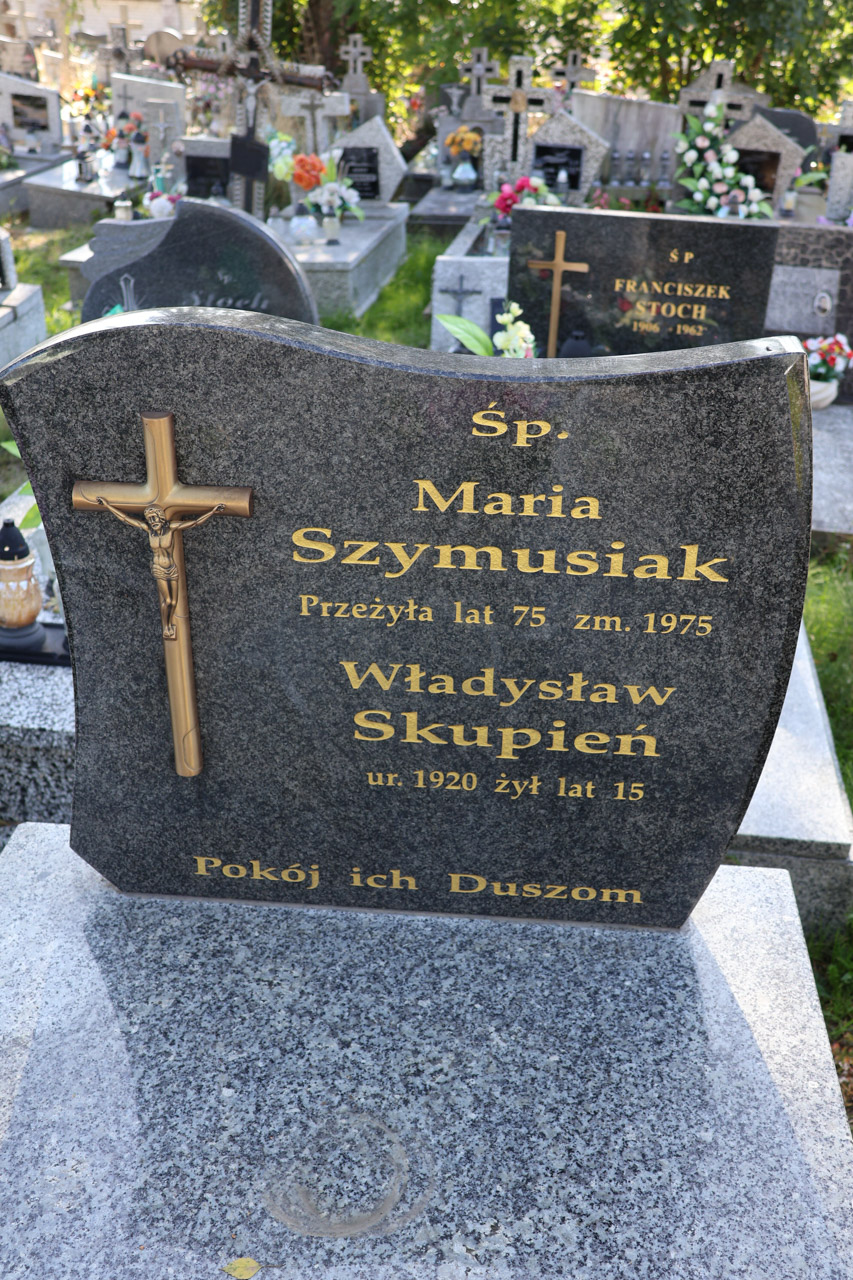 Śp.
Maria
Szymusiak
Przeżyła lat 75 zm. 1975
Władysław
Skupień
ur. 1920 żył lat 15
Pokój ich Duszom
Ś P
FRANCISZEK
STOCH
1906 1962
Stoch